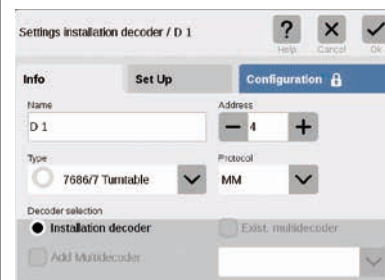 Settings installation decoder / D 1
? X ✓
Help Cancel Ok
Info Set Up Configuration
Name Address
D 1 − 4 +
Type Protocol
7686/7 Turntable MM
Decoder selection
Installation decoder Exist. multidecoder
Add Multidecoder